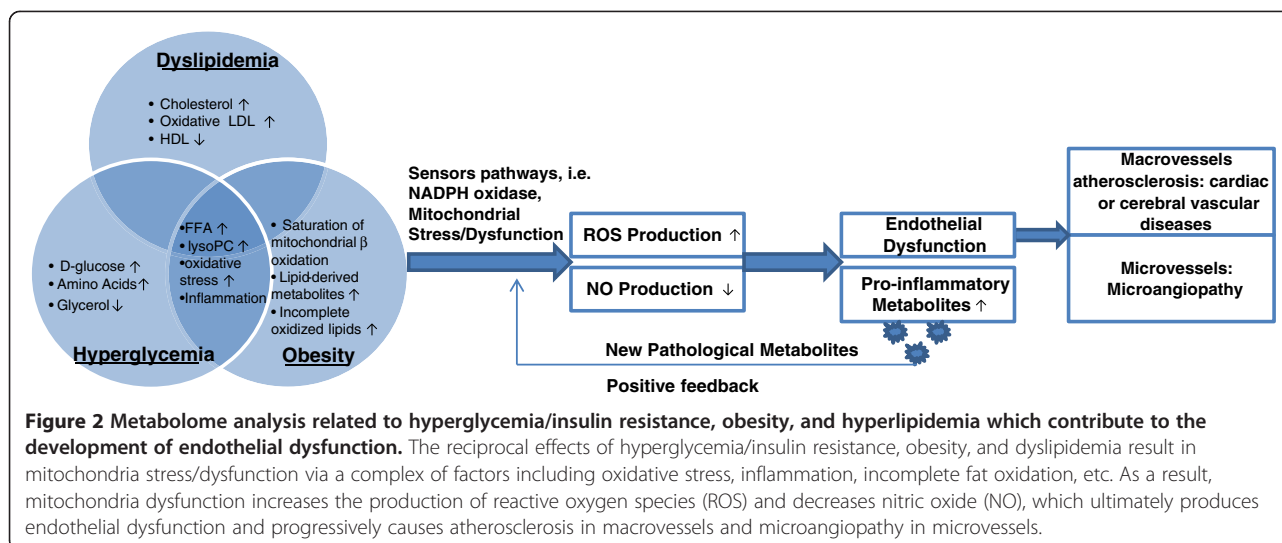 Dyslipidemia
• Cholesterol ↑
• Oxidative LDL ↑
• HDL ↓
•FFA ↑
• lysoPC ↑
•oxidative
stress ↑
•Inflammation
• D-glucose ↑
• Amino Acids↑
• Glycerol↓
Hyperglycemia
• Saturation of
mitochondrial β
oxidation
• Lipid-derived
metabolites ↑
• Incomplete
oxidized lipids ↑
Obesity
Sensors pathways, i.e.
NADPH oxidase,
Mitochondrial
Stress/Dysfunction
ROS Production ↑
NO Production ↓
Endothelial
Dysfunction
Pro-inflammatory
Metabolites ↑
Macrovessels
atherosclerosis: cardiac
or cerebral vascular
diseases
Microvessels:
Microangiopathy
New Pathological Metabolites
Positive feedback
Figure 2 Metabolome analysis related to hyperglycemia/insulin resistance, obesity, and hyperlipidemia which contribute to the
development of endothelial dysfunction. The reciprocal effects of hyperglycemia/insulin resistance, obesity, and dyslipidemia result in
mitochondria stress/dysfunction via a complex of factors including oxidative stress, inflammation, incomplete fat oxidation, etc. As a result,
mitochondria dysfunction increases the production of reactive oxygen species (ROS) and decreases nitric oxide (NO), which ultimately produces
endothelial dysfunction and progressively causes atherosclerosis in macrovessels and microangiopathy in microvessels.